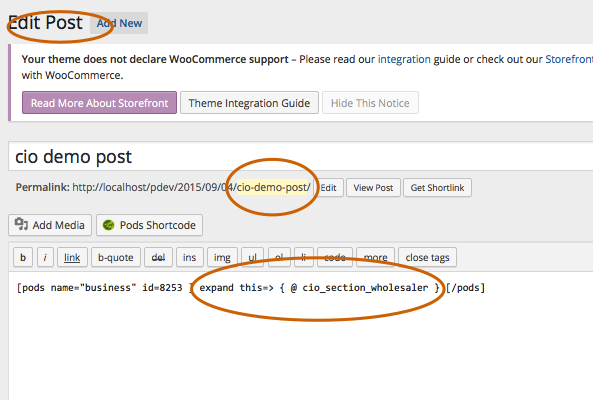 Edit Post Add New
Your theme does not declare WooCommerce support – Please read our integration guide or check out our Storefront
with WooCommerce.
Read More About Storefront Theme Integration Guide Hide This Notice
cio demo post
Permalink: http://localhost/pdev/2015/09/04/cio-demo-post/ Edit View Post Get Shortlink
Add Media Pods Shortcode
b i link b-quote del ins img ul ol li code more close tags
[pods name="business" id=8253 ] expand this=> { @ cio_section_wholesaler } [/pods]